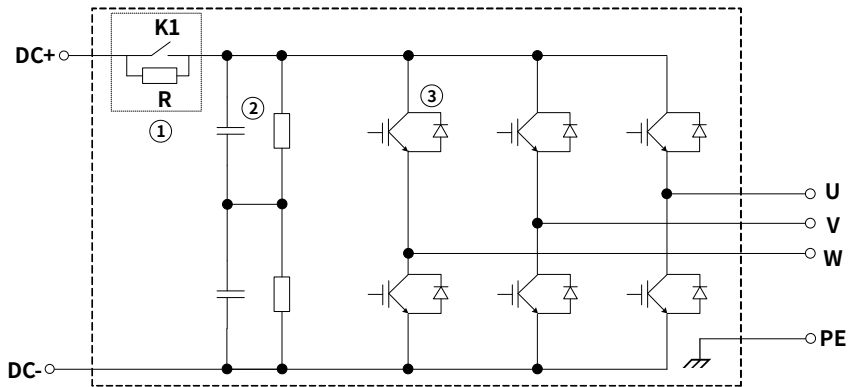 K1
DC+
R
①
②
③
U
V
W
PE
DC-